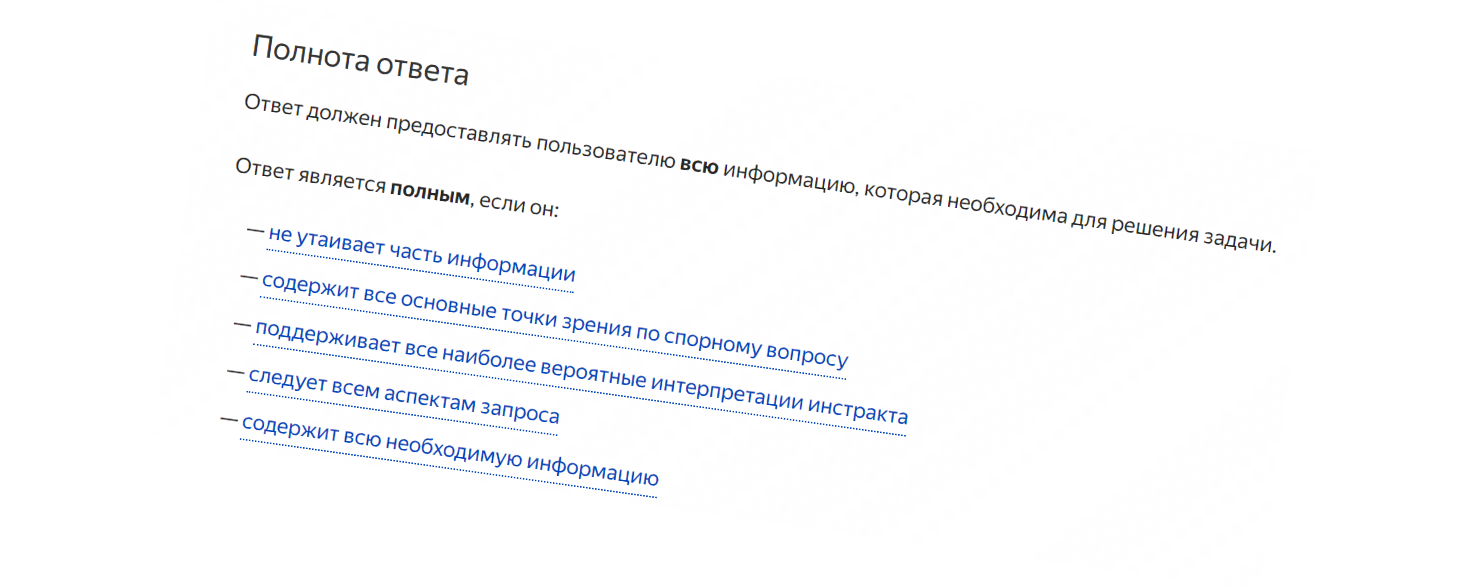 Полнота ответа
Ответ должен предоставлять пользователю всю информацию, которая необходима для решения задачи.
Ответ является полным, если он:
— не утаивает часть информации
— содержит все основные точки зрения по спорному вопросу
— поддерживает все наиболее вероятные интерпретации инстракта
— следует всем аспектам запроса
— содержит всю необходимую информацию